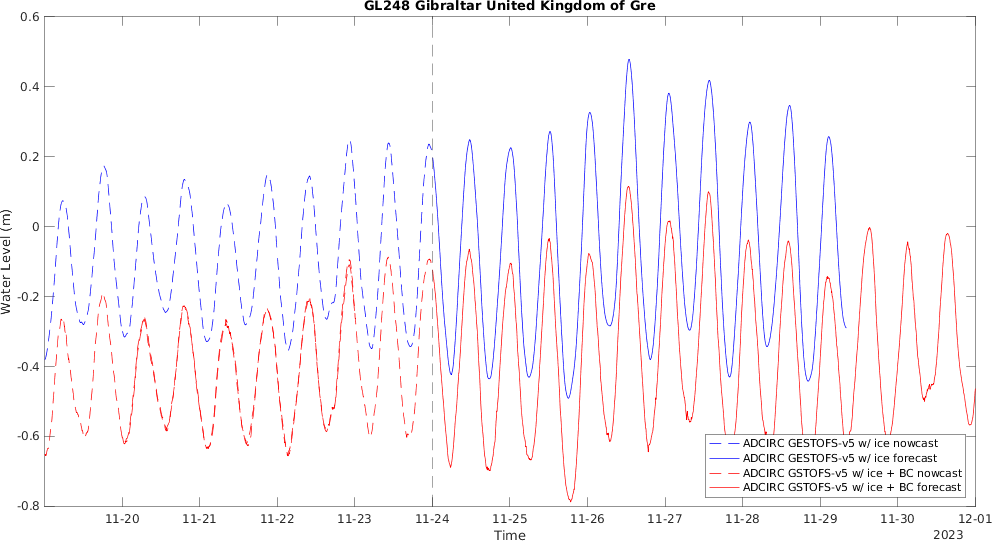 GL248 Gibraltar United Kingdom of Gre
0.6
0.4
0.2
0
-0.2
-0.4
-0.6
-0.8
Water Level (m)
ADCIRC GESTOFS-v5 w/ ice nowcast
ADCIRC GESTOFS-v5 w/ ice forecast
ADCIRC GSTOFS-v5 w/ ice + BC nowcast
ADCIRC GSTOFS-v5 w/ ice + BC forecast
11-20 11-21 11-22 11-23 11-24 11-25 11-26 11-27 11-28 11-29 11-30 12-01
Time
2023